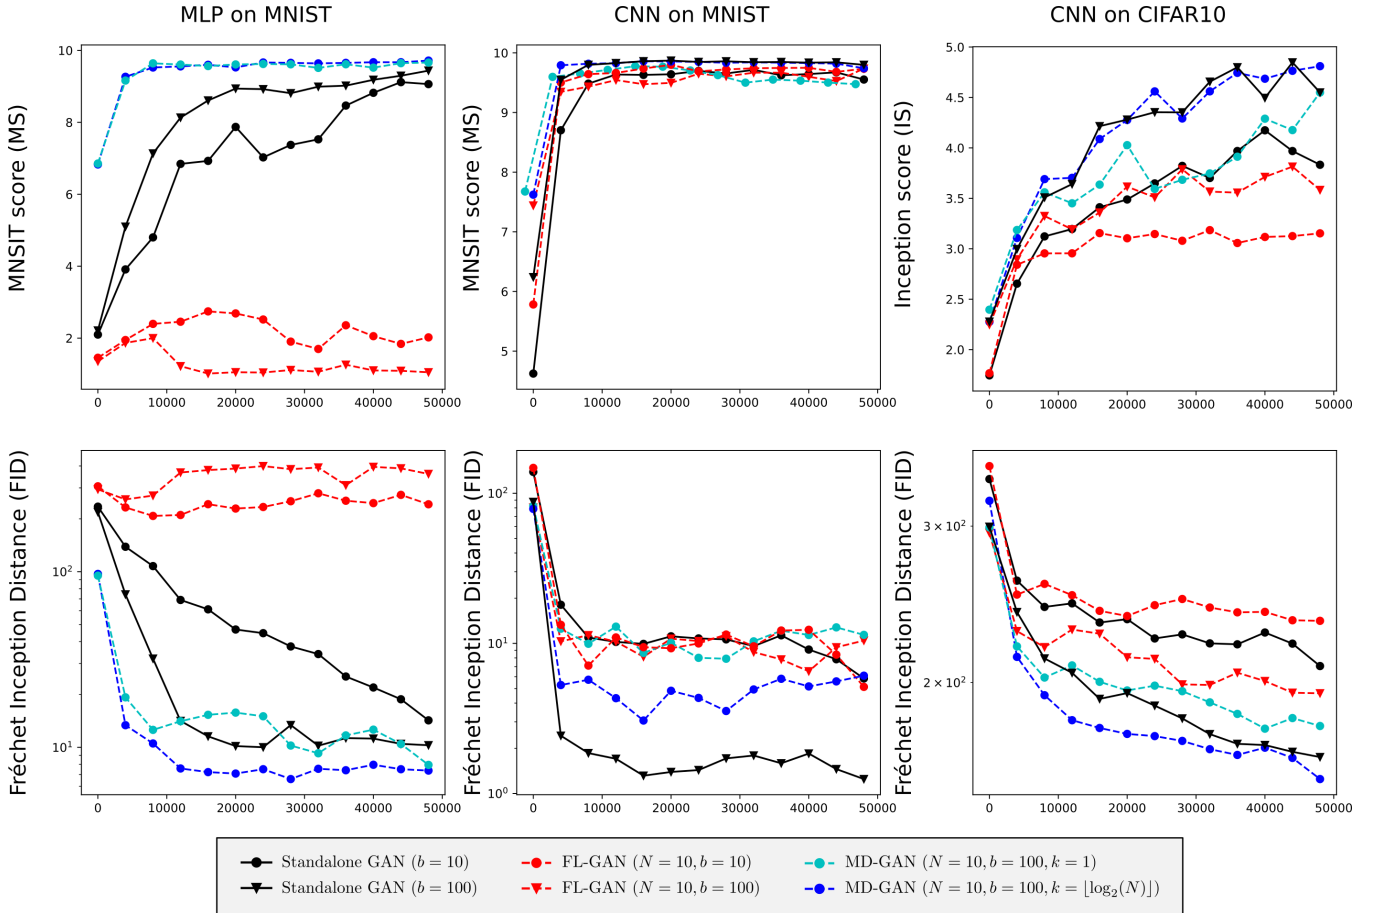 MLP on MNIST
CNN on MNIST
CNN on CIFAR10
MNSIT score (MS)
10
8
6
4
2
0 10000 20000 30000 40000 50000
MNSIT score (MS)
10
9
8
7
6
5
0 10000 20000 30000 40000 50000
Inception score (IS)
5.0
4.5
4.0
3.5
3.0
2.5
2.0
0 10000 20000 30000 40000 50000
Fréchet Inception Distance (FID)
10²
10¹
0 10000 20000 30000 40000 50000
Fréchet Inception Distance (FID)
10²
10¹
10⁰
0 10000 20000 30000 40000 50000
Fréchet Inception Distance (FID)
3 × 10²
2 × 10²
0 10000 20000 30000 40000 50000
Standalone GAN (b = 10)
Standalone GAN (b = 100)
FL-GAN (N = 10, b = 10)
FL-GAN (N = 10, b = 100)
MD-GAN (N = 10, b = 100, k = 1)
MD-GAN (N = 10, b = 100, k = ⌊log₂(N)⌋)